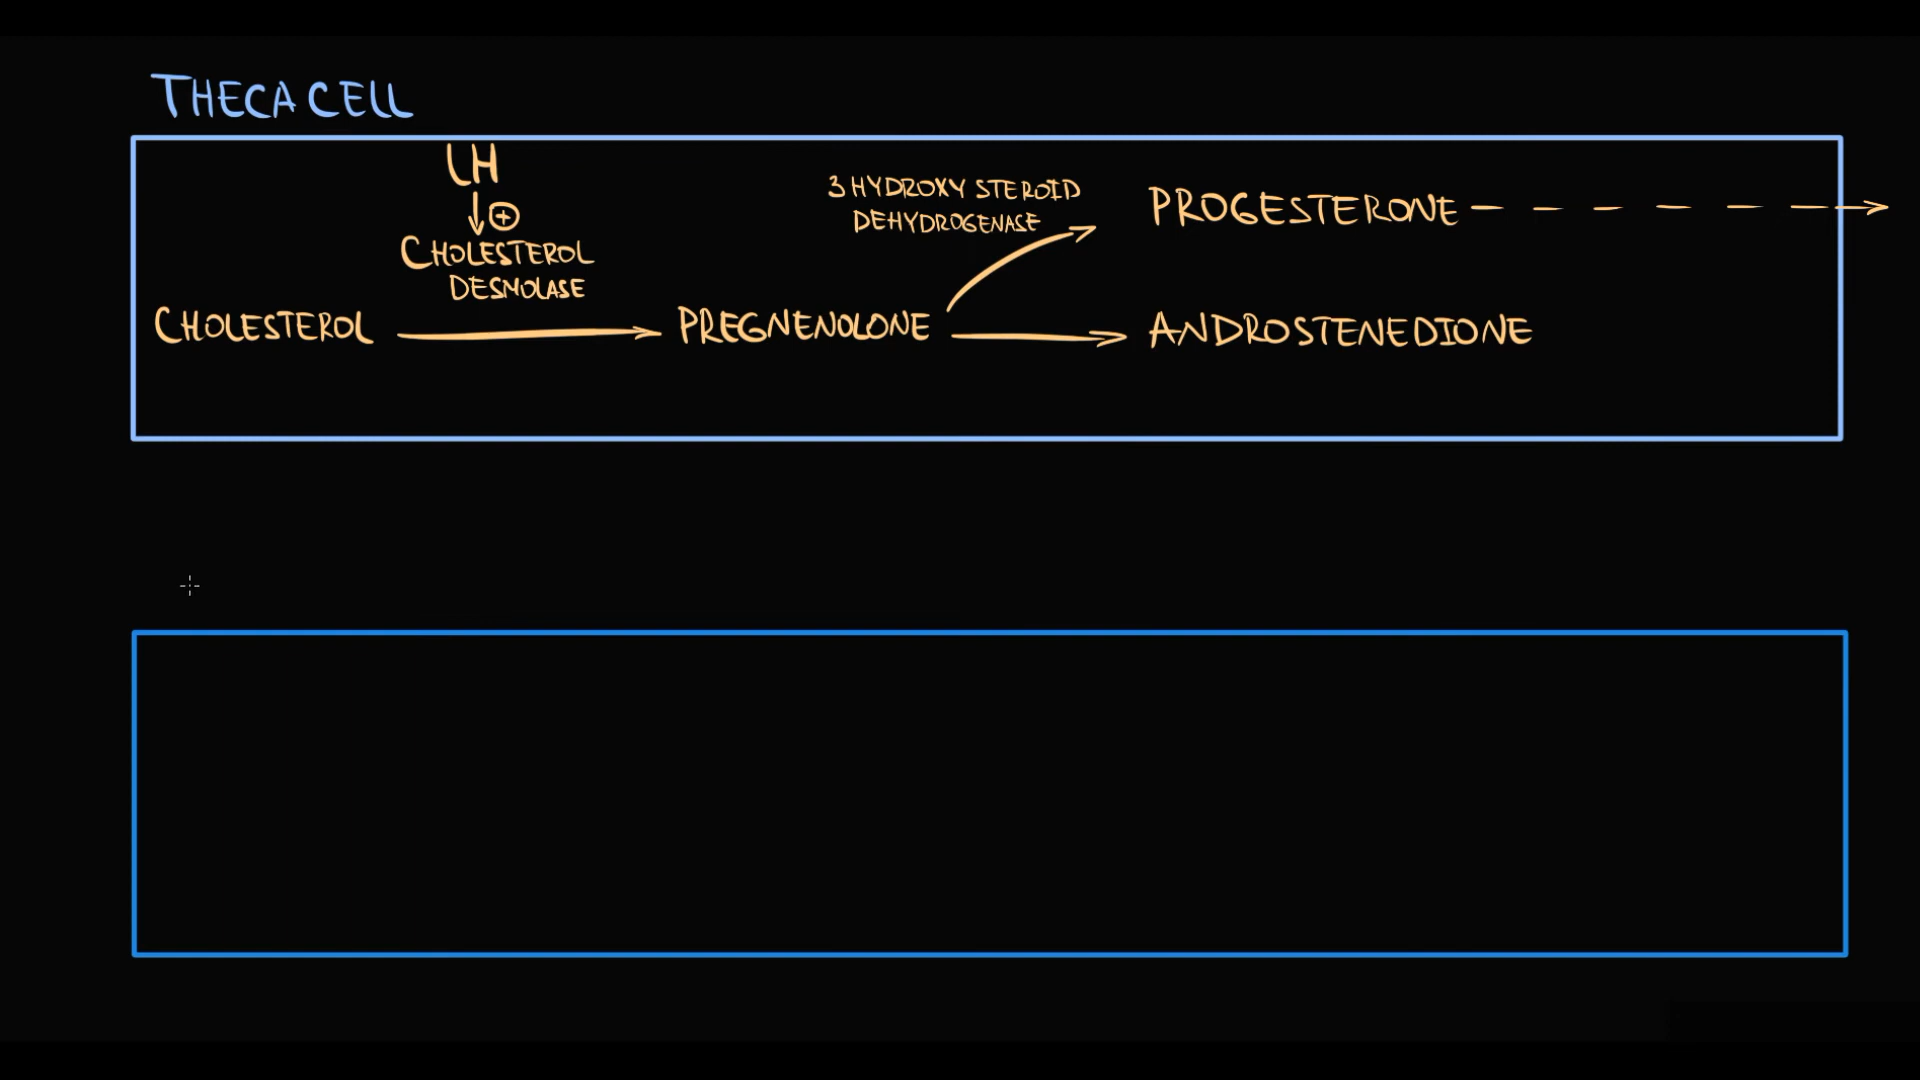 THECA CELL
LH
+
CHOLESTEROL
DESMOLASE
3 HYDROXY STEROID
DEHYDROGENASE
PROGESTERONE
CHOLESTEROL
PREGNENOLONE
ANDROSTENEDIONE